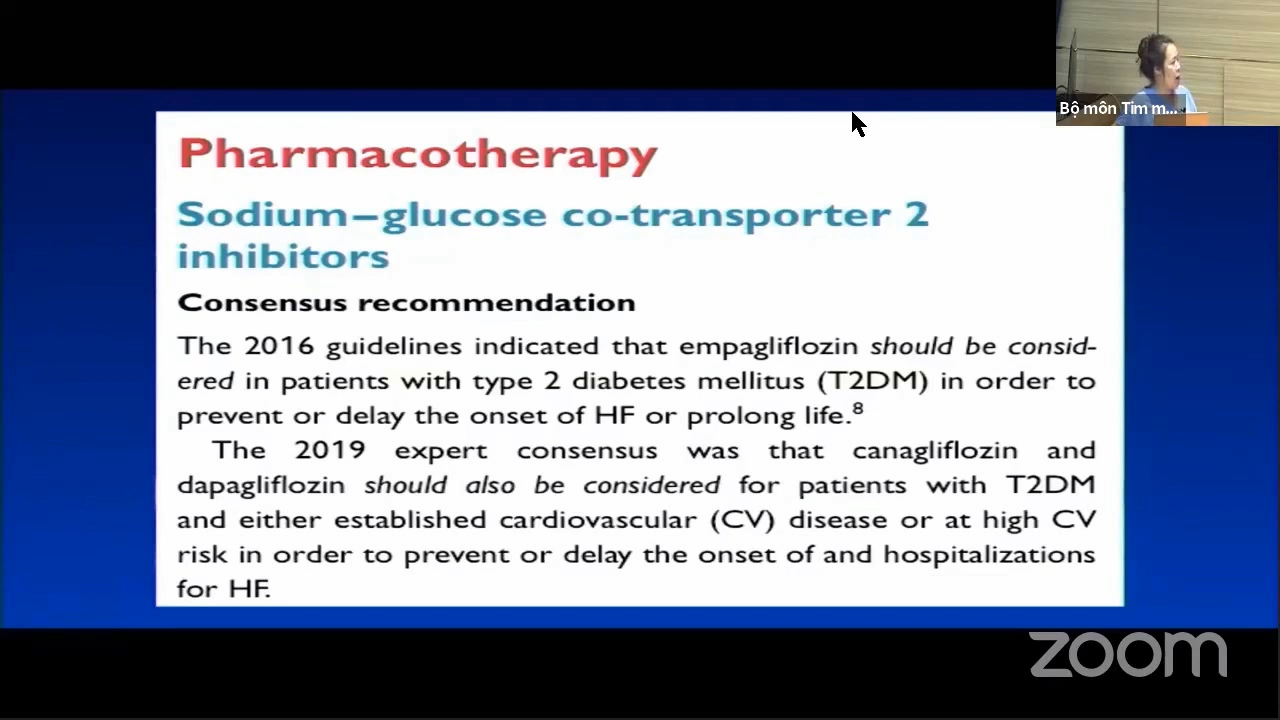 Bộ môn Tim m...
Pharmacotherapy
Sodium–glucose co-transporter 2
inhibitors
Consensus recommendation
The 2016 guidelines indicated that empagliflozin should be consid-
ered in patients with type 2 diabetes mellitus (T2DM) in order to
prevent or delay the onset of HF or prolong life.8
The 2019 expert consensus was that canagliflozin and
dapagliflozin should also be considered for patients with T2DM
and either established cardiovascular (CV) disease or at high CV
risk in order to prevent or delay the onset of and hospitalizations
for HF.
zoom